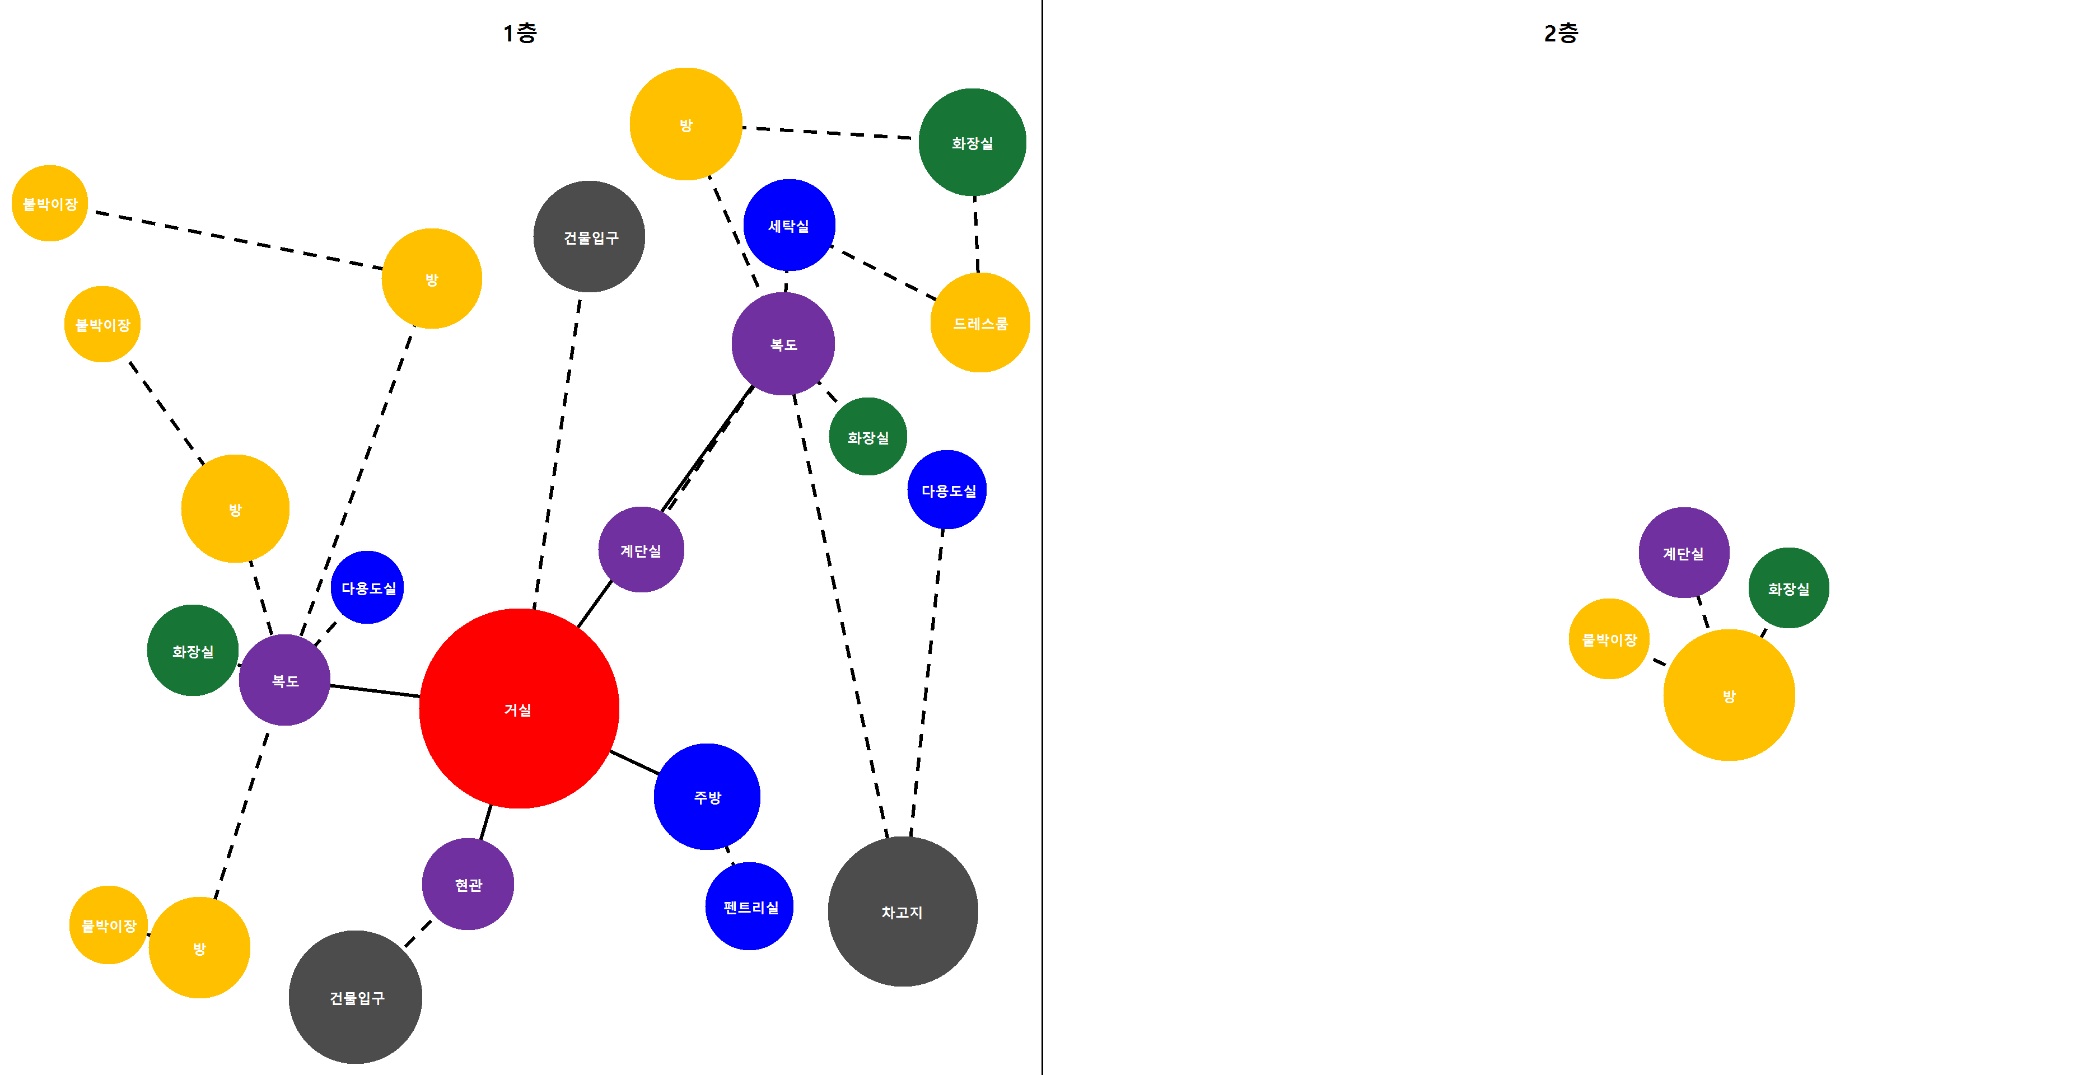 1층
2층
방
화장실
붙박이장
세탁실
건물입구
방
붙박이장
드레스룸
복도
화장실
다용도실
방
계단실
다용도실
화장실
복도
거실
주방
현관
펜트리실
차고지
물박이장
방
건물입구
계단실
화장실
물박이장
방